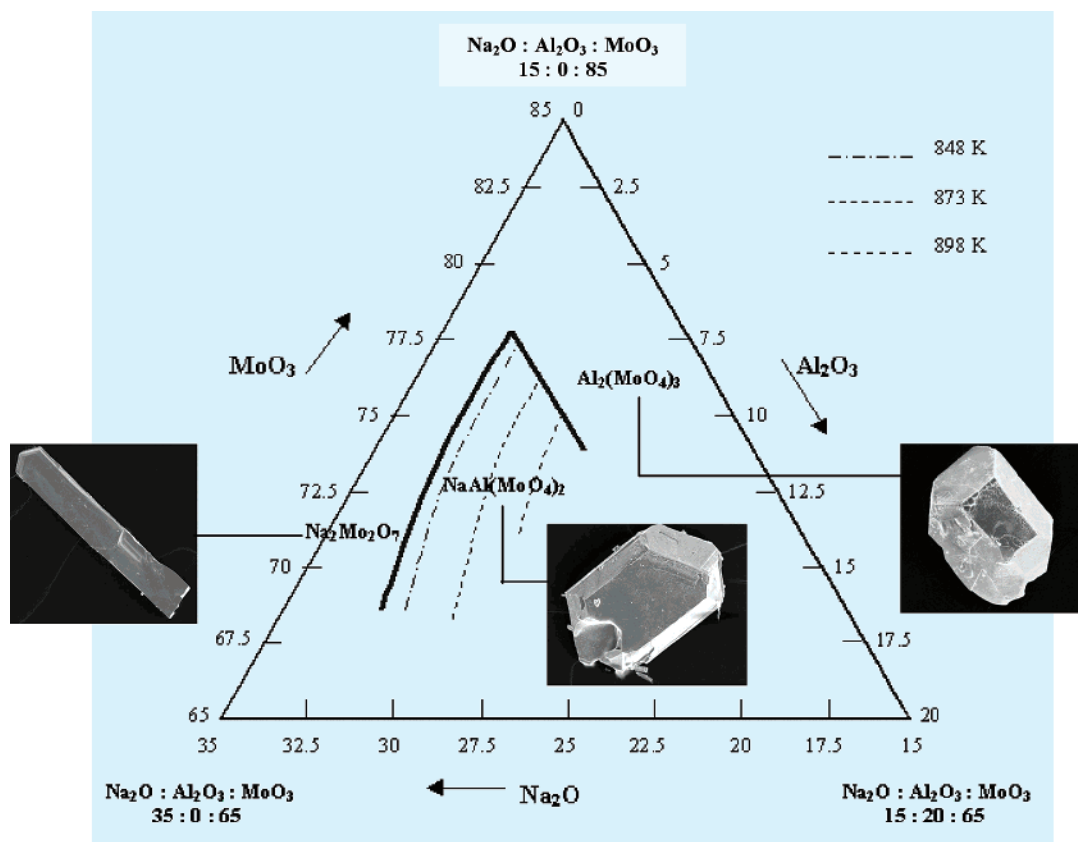 Na₂O : Al₂O₃ : MoO₃
15 : 0 : 85
85 0
82.5 2.5
848 K
873 K
898 K
80 5
77.5 7.5
MoO₃
Al₂O₃
Al₂(MoO₄)₃
75 10
72.5 12.5
NaAl(MoO₄)₂
Na₂Mo₂O₇
70 15
67.5 17.5
65 20
35 32.5 30 27.5 25 22.5 20 17.5 15
Na₂O : Al₂O₃ : MoO₃
35 : 0 : 65
Na₂O
Na₂O : Al₂O₃ : MoO₃
15 : 20 : 65